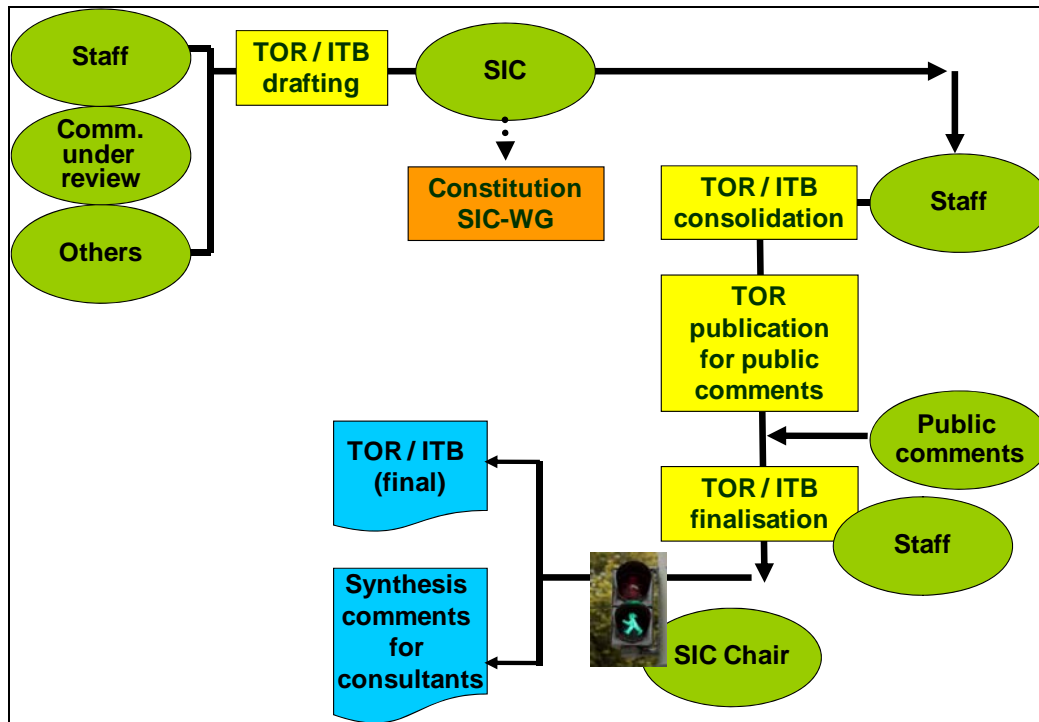 Staff
Comm.
under
review
Others
TOR / ITB
drafting
SIC
Constitution
SIC-WG
Staff
TOR / ITB
consolidation
TOR
publication
for public
comments
Public
comments
TOR / ITB
finalisation
Staff
SIC Chair
TOR / ITB
(final)
Synthesis
comments
for
consultants